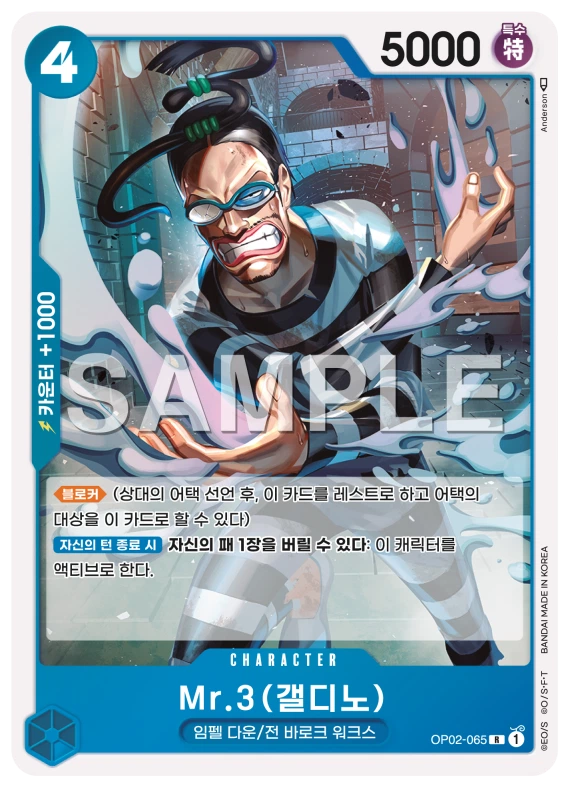 4
5000
특수
特
Anderson
카운터 +1000
SAMPLE
블로커 (상대의 어택 선언 후, 이 카드를 레스트로 하고 어택의
대상을 이 카드로 할 수 있다)
자신의 턴 종료 시 자신의 패 1장을 버릴 수 있다: 이 캐릭터를
액티브로 한다.
CHARACTER
Mr.3(갤디노)
임펠 다운/전 바로크 워크스
OP02-065 R 1
©EO/S ©O/S·F·T BANDAI MADE IN KOREA